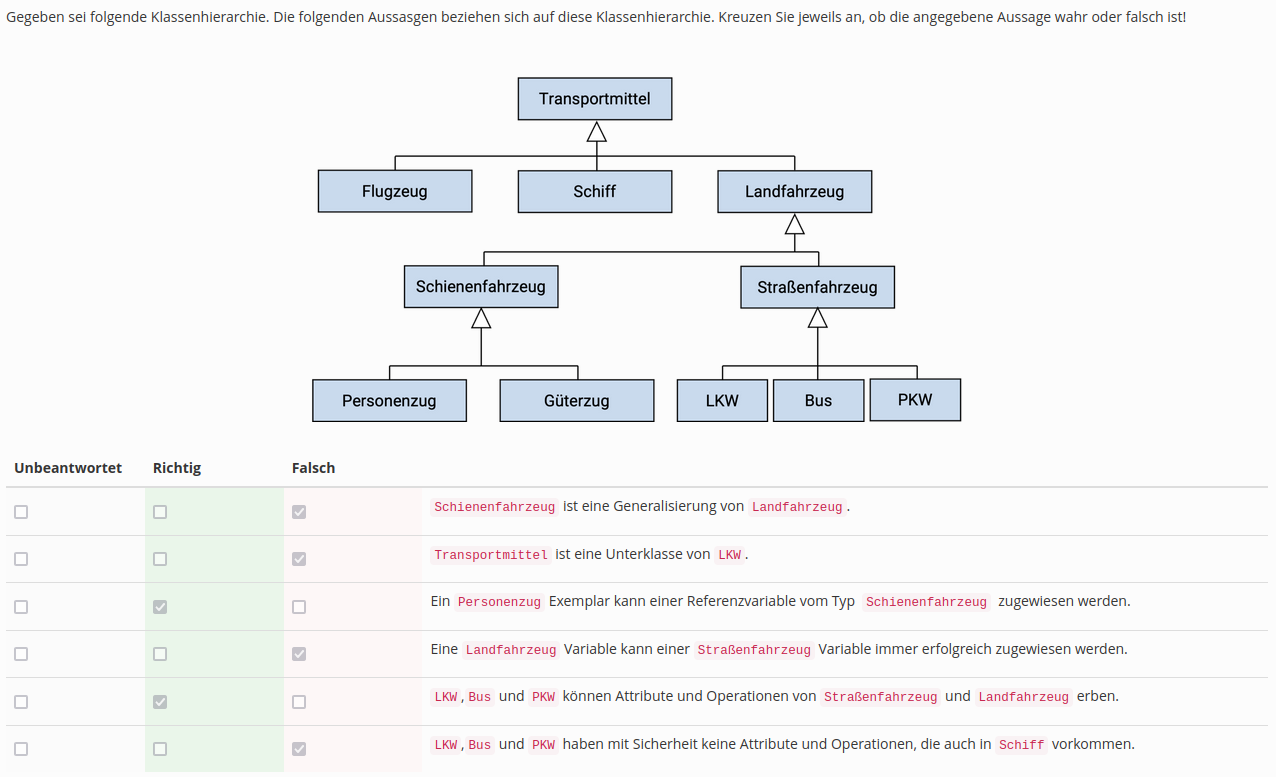 Gegeben sei folgende Klassenhierarchie. Die folgenden Aussasgen beziehen sich auf diese Klassenhierarchie. Kreuzen Sie jeweils an, ob die angegebene Aussage wahr oder falsch ist!
Transportmittel
Flugzeug Schiff Landfahrzeug
Schienenfahrzeug Straßenfahrzeug
Personenzug Güterzug LKW Bus PKW
Unbeantwortet Richtig Falsch
Schienenfahrzeug ist eine Generalisierung von Landfahrzeug.
Transportmittel ist eine Unterklasse von LKW.
Ein Personenzug Exemplar kann einer Referenzvariable vom Typ Schienenfahrzeug zugewiesen werden.
Eine Landfahrzeug Variable kann einer Straßenfahrzeug Variable immer erfolgreich zugewiesen werden.
LKW, Bus und PKW können Attribute und Operationen von Straßenfahrzeug und Landfahrzeug erben.
LKW, Bus und PKW haben mit Sicherheit keine Attribute und Operationen, die auch in Schiff vorkommen.